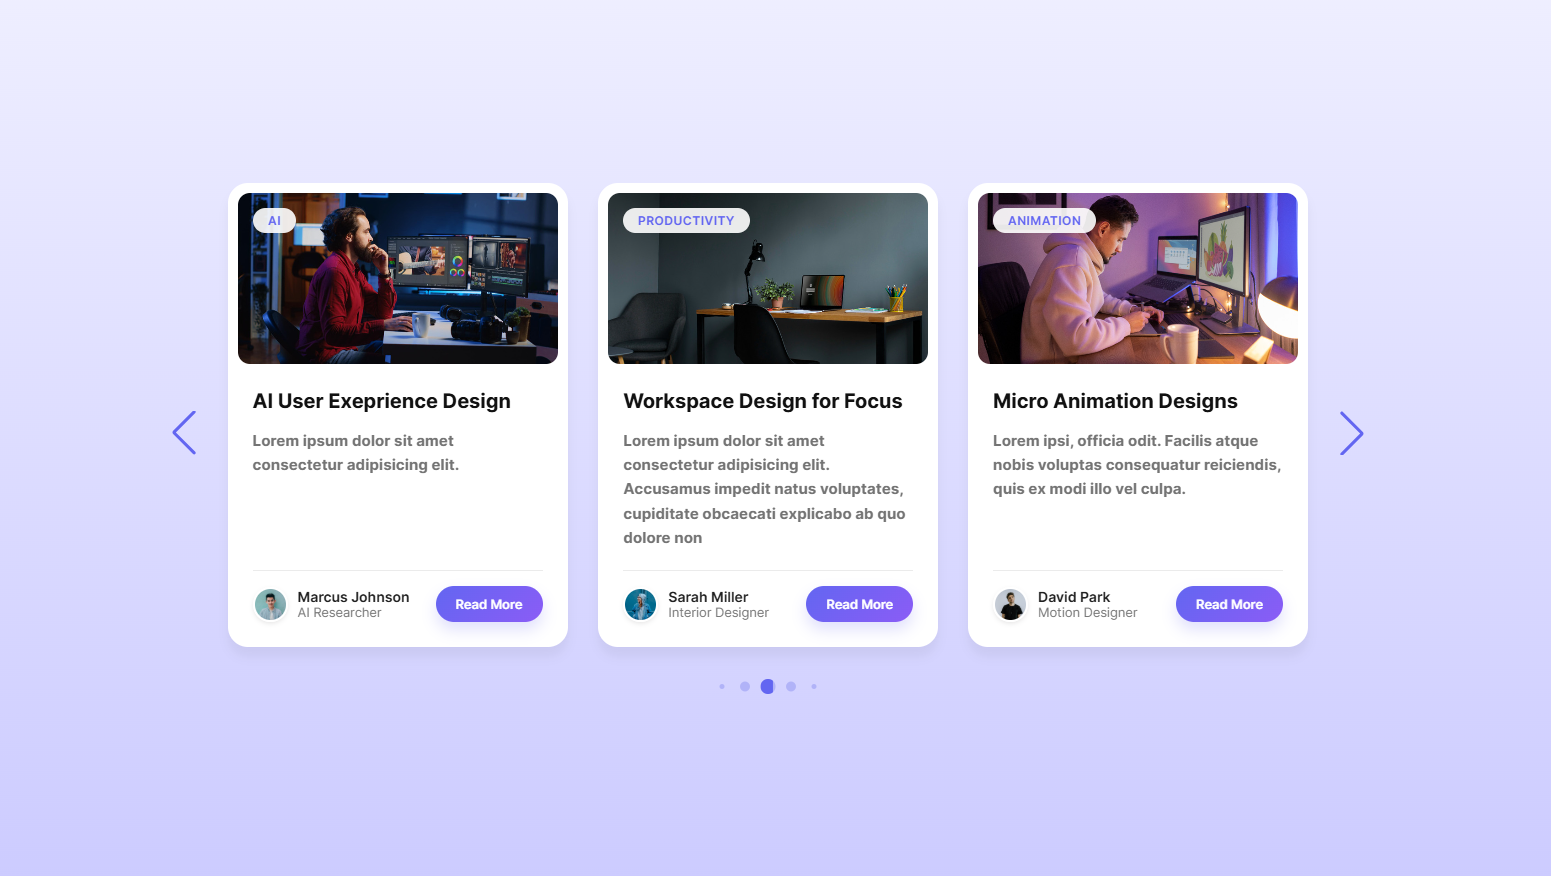 AI
AI User Exeprience Design
Lorem ipsum dolor sit amet
consectetur adipisicing elit.
Marcus Johnson
AI Researcher
Read More
PRODUCTIVITY
Workspace Design for Focus
Lorem ipsum dolor sit amet
consectetur adipisicing elit.
Accusamus impedit natus voluptates,
cupiditate obcaecati explicabo ab quo
dolore non
Sarah Miller
Interior Designer
Read More
ANIMATION
Micro Animation Designs
Lorem ipsi, officia odit. Facilis atque
nobis voluptas consequatur reiciendis,
quis ex modi illo vel culpa.
David Park
Motion Designer
Read More